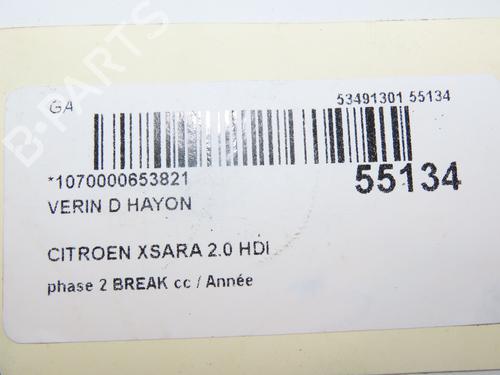 B-PARTS
GA
53491301 55134
*1070000653821
55134
VERIN D HAYON
CITROEN XSARA 2.0 HDI
phase 2 BREAK cc / Année